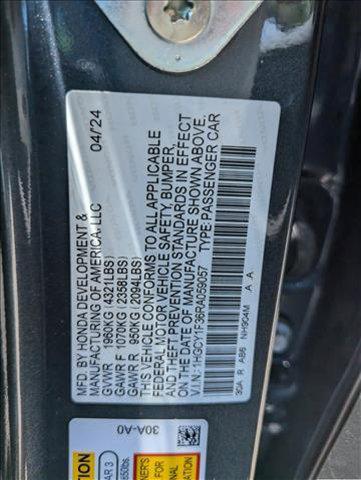 MFD. BY HONDA DEVELOPMENT &
MANUFACTURING OF AMERICA, LLC 04/24
GVWR 1960KG (4321LBS)
GAWR F 1070KG (2358LBS)
GAWR R 950KG (2094LBS)
THIS VEHICLE CONFORMS TO ALL APPLICABLE
FEDERAL MOTOR VEHICLE SAFETY, BUMPER,
AND THEFT PREVENTION STANDARDS IN EFFECT
ON THE DATE OF MANUFACTURE SHOWN ABOVE.
V.I.N.: 1HGCY1F36RA059057 TYPE: PASSENGER CAR
30A R AB6 NH904M A A
30A-A0